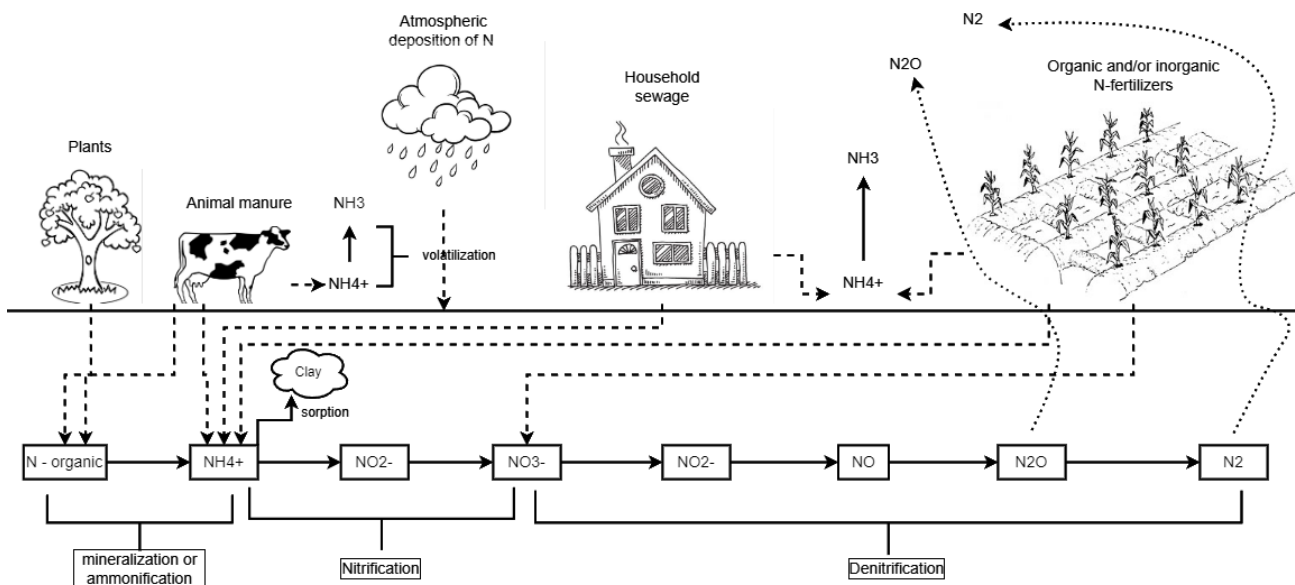 Atmospheric
deposition of N
N2
N2O
Organic and/or inorganic
N-fertilizers
Household
sewage
Plants
Animal manure
NH3
NH4+
volatilization
NH3
NH4+
Clay
sorption
N - organic
NH4+
NO2-
NO3-
NO2-
NO
N2O
N2
mineralization or
ammonification
Nitrification
Denitrification